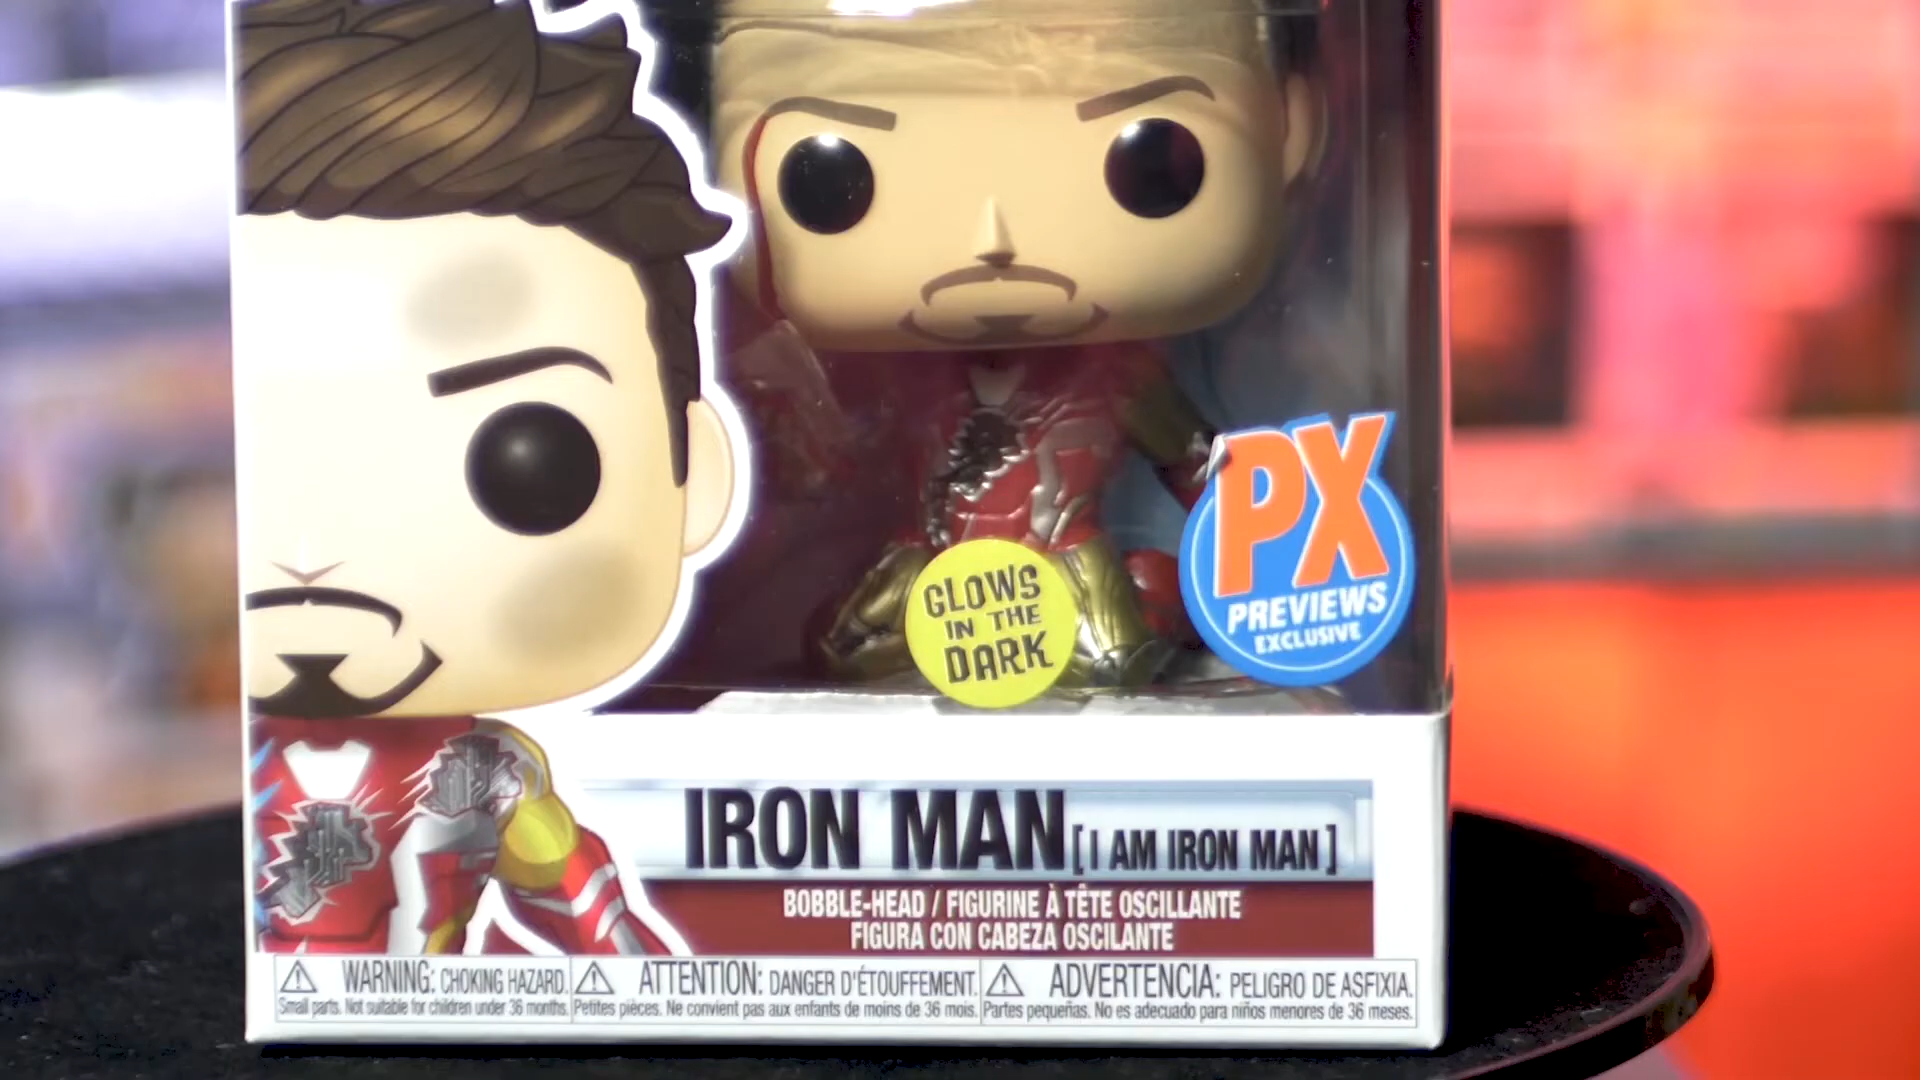 GLOWS
IN THE
DARK
PX
PREVIEWS
EXCLUSIVE
IRON MAN [I AM IRON MAN]
BOBBLE-HEAD / FIGURINE À TÊTE OSCILLANTE
FIGURA CON CABEZA OSCILANTE
WARNING: CHOKING HAZARD.
Small parts. Not suitable for children under 36 months.
ATTENTION: DANGER D'ÉTOUFFEMENT.
Petites pièces. Ne convient pas aux enfants de moins de 36 mois.
ADVERTENCIA: PELIGRO DE ASFIXIA.
Partes pequeñas. No es adecuado para niños menores de 36 meses.